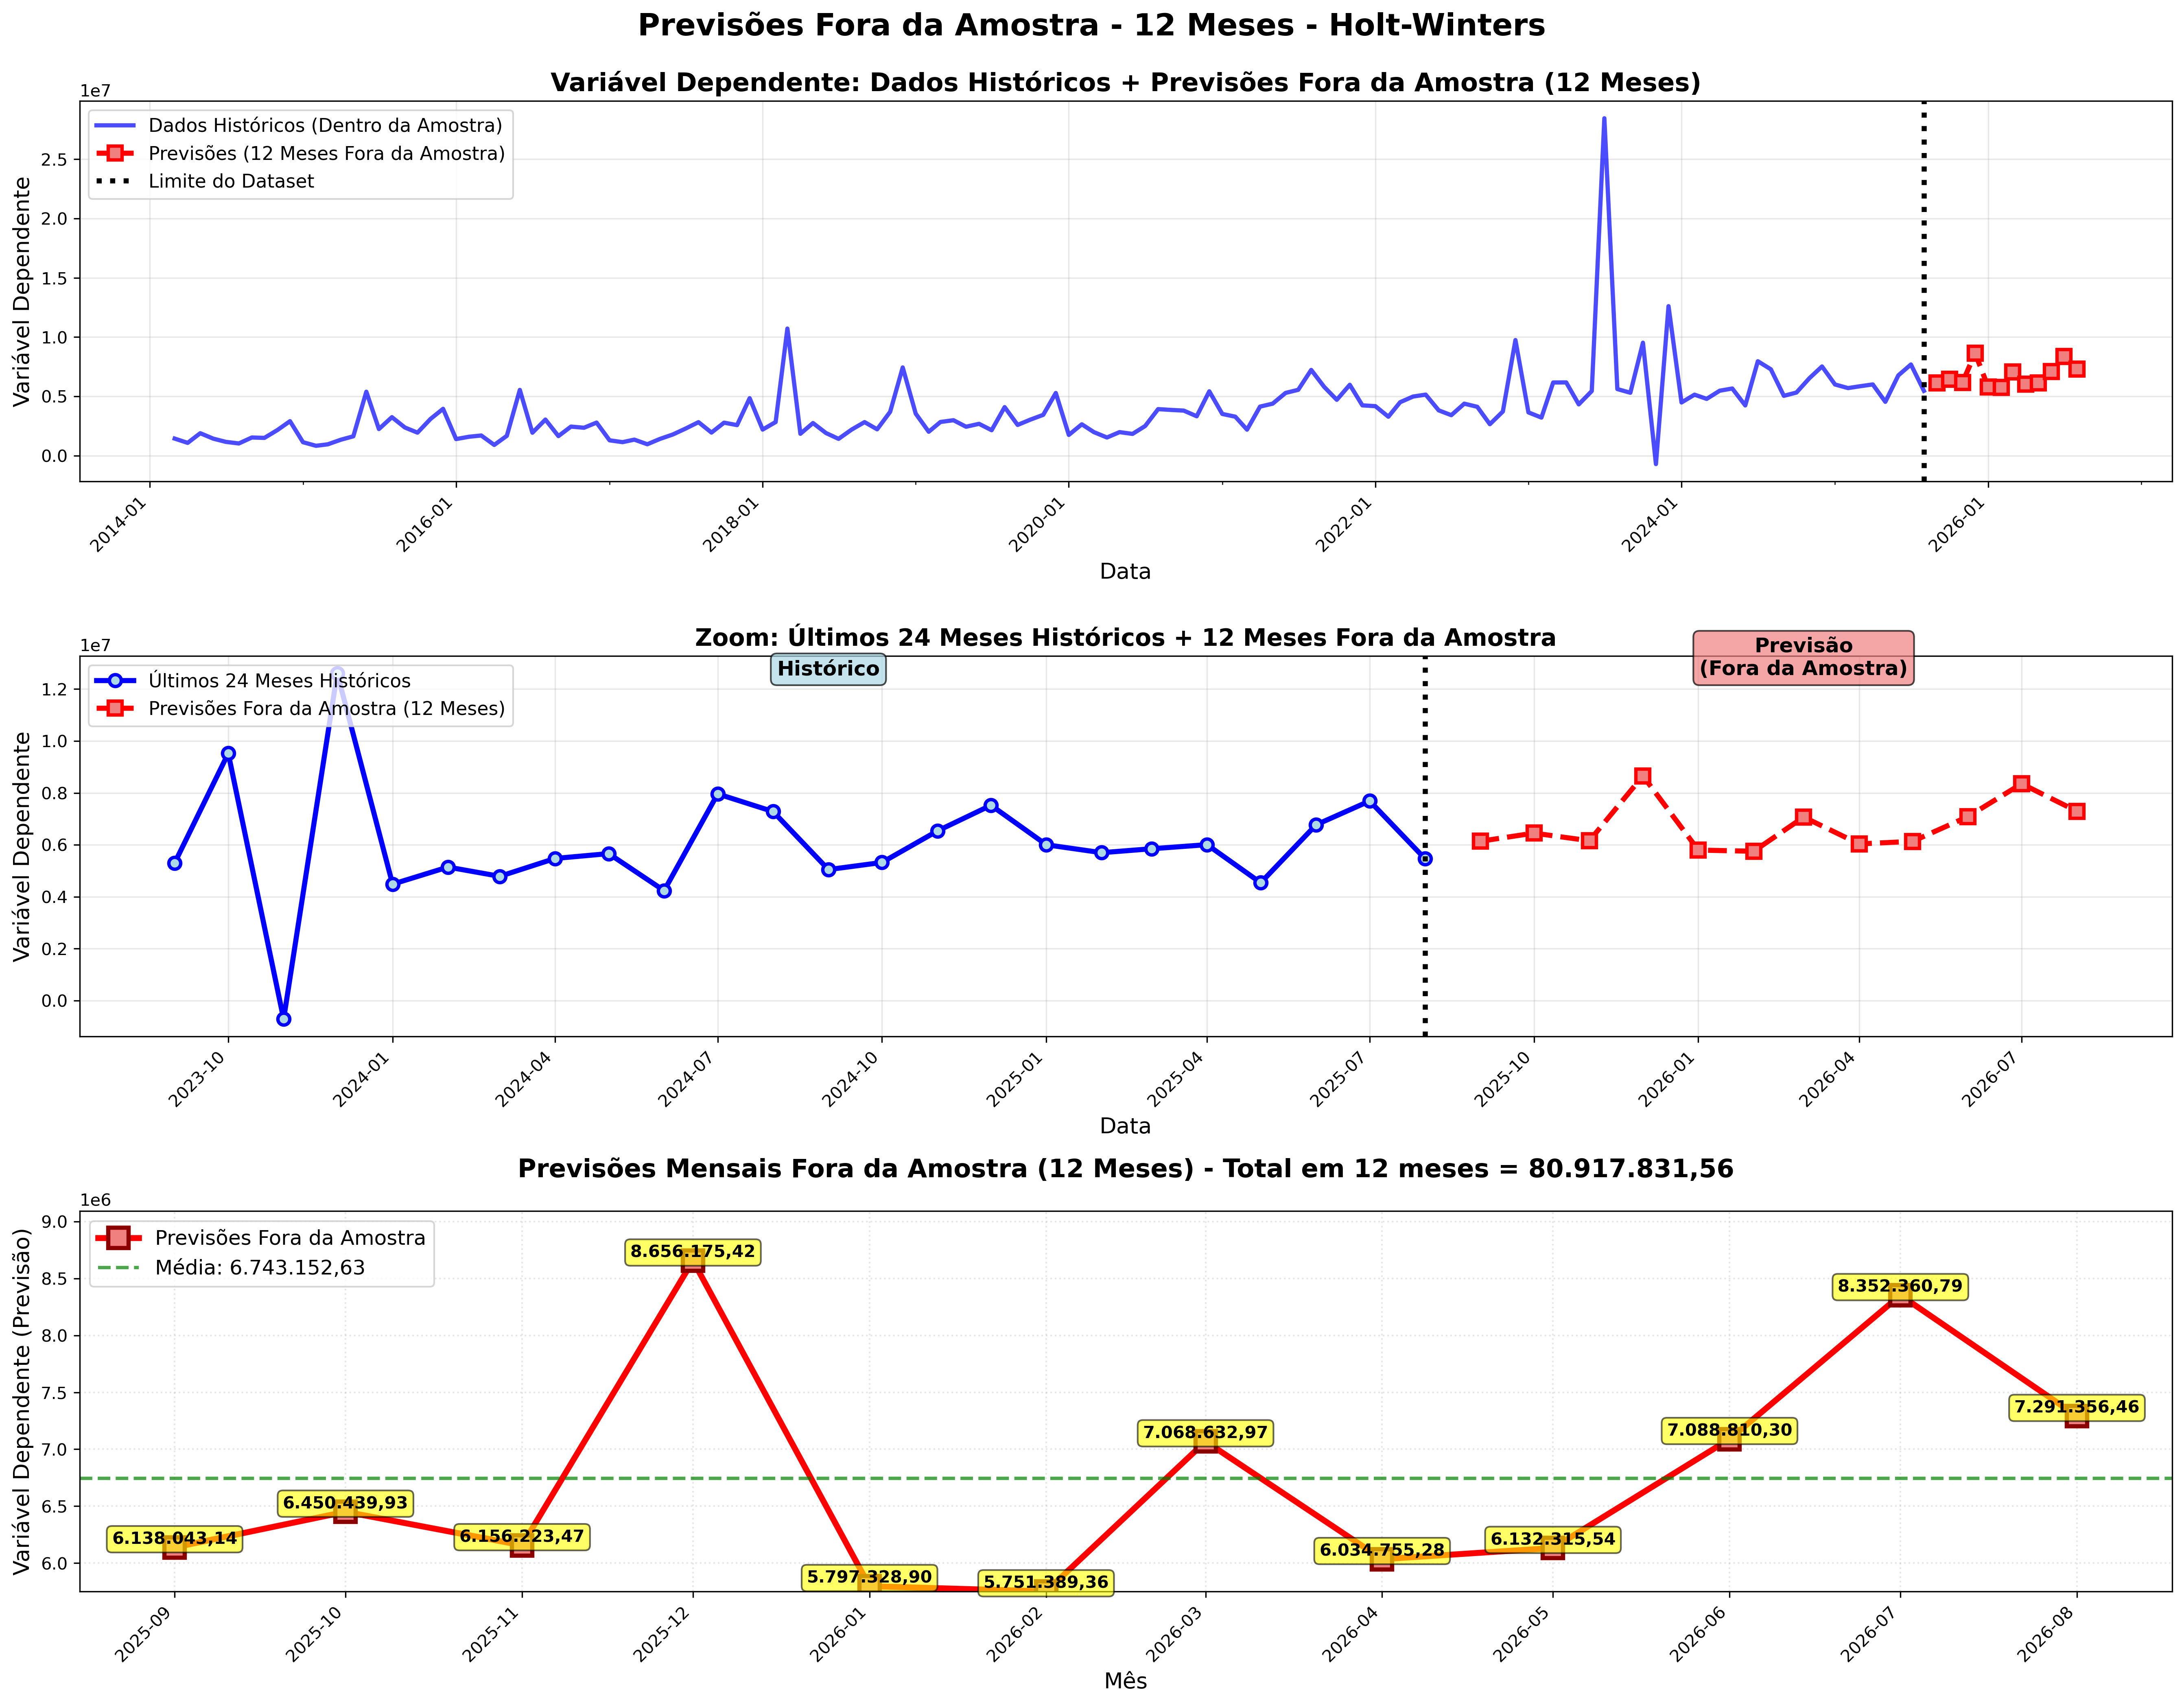 Previsões Fora da Amostra - 12 Meses - Holt-Winters
Variável Dependente: Dados Históricos + Previsões Fora da Amostra (12 Meses)
1e7
Dados Históricos (Dentro da Amostra)
Previsões (12 Meses Fora da Amostra)
Limite do Dataset
Variável Dependente
2.5
2.0
1.5
1.0
0.5
0.0
2014-01
2016-01
2018-01
2020-01
2022-01
2024-01
2026-01
Data
Zoom: Últimos 24 Meses Históricos + 12 Meses Fora da Amostra
1e7
Histórico
Previsão
(Fora da Amostra)
Últimos 24 Meses Históricos
Previsões Fora da Amostra (12 Meses)
Variável Dependente
1.2
1.0
0.8
0.6
0.4
0.2
0.0
2023-10
2024-01
2024-04
2024-07
2024-10
2025-01
2025-04
2025-07
2025-10
2026-01
2026-04
2026-07
Data
Previsões Mensais Fora da Amostra (12 Meses) - Total em 12 meses = 80.917.831,56
1e6
Previsões Fora da Amostra
Média: 6.743.152,63
Variável Dependente (Previsão)
9.0
8.5
8.0
7.5
7.0
6.5
6.0
6.138.043,14
6.450.439,93
6.156.223,47
8.656.175,42
5.797.328,90
5.751.389,36
7.068.632,97
6.034.755,28
6.132.315,54
7.088.810,30
8.352.360,79
7.291.356,46
2025-09
2025-10
2025-11
2025-12
2026-01
2026-02
2026-03
2026-04
2026-05
2026-06
2026-07
2026-08
Mês